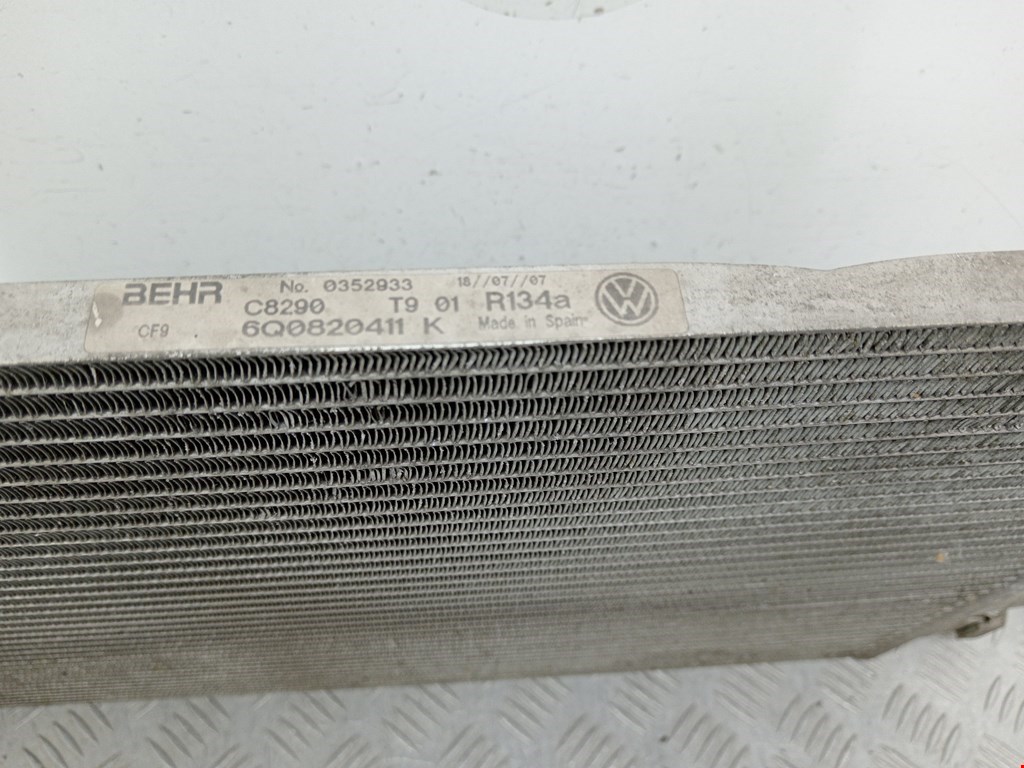 BEHR No. 0352933 18//07//07
C8290 T9 01 R134a
CF9 6Q0820411 K Made in Spain